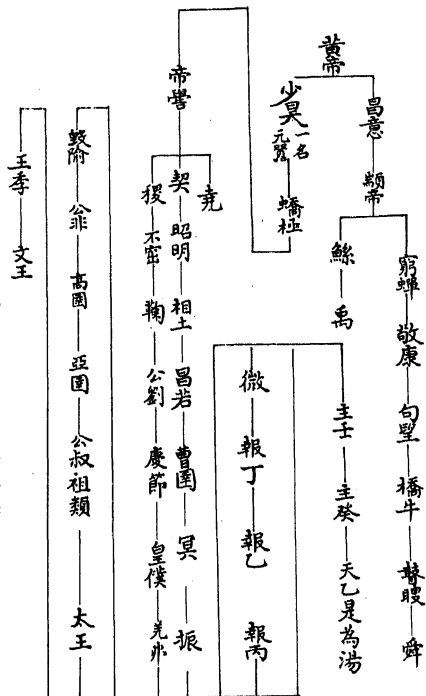 黄帝
昌意 顓帝
窮蟬 敬康 句望 橋牛 瞽瞍 舜
鯀 禹
少昊 一名元囂 蟜極
帝嚳
堯
契 昭明 相土 昌若 曹圉 冥 振
稷 不窋 鞠 公劉 慶節 皇僕 羌弗
主壬 主癸 天乙是為湯
微 報丁 報乙 報丙
毀隃 公非 高圉 亞圉 公叔祖類 太王
王季 文王